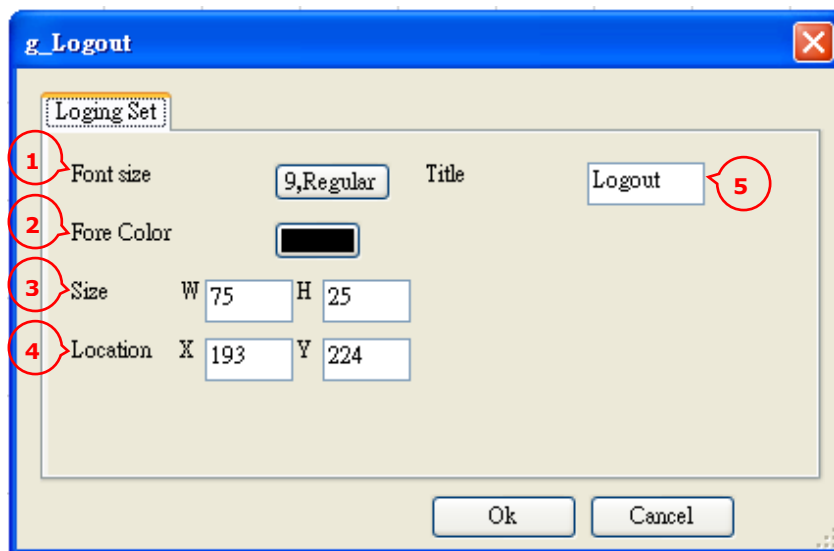 g_Logout
Loging Set
1 Font size 9,Regular Title Logout 5
2 Fore Color
3 Size W 75 H 25
4 Location X 193 Y 224
Ok Cancel